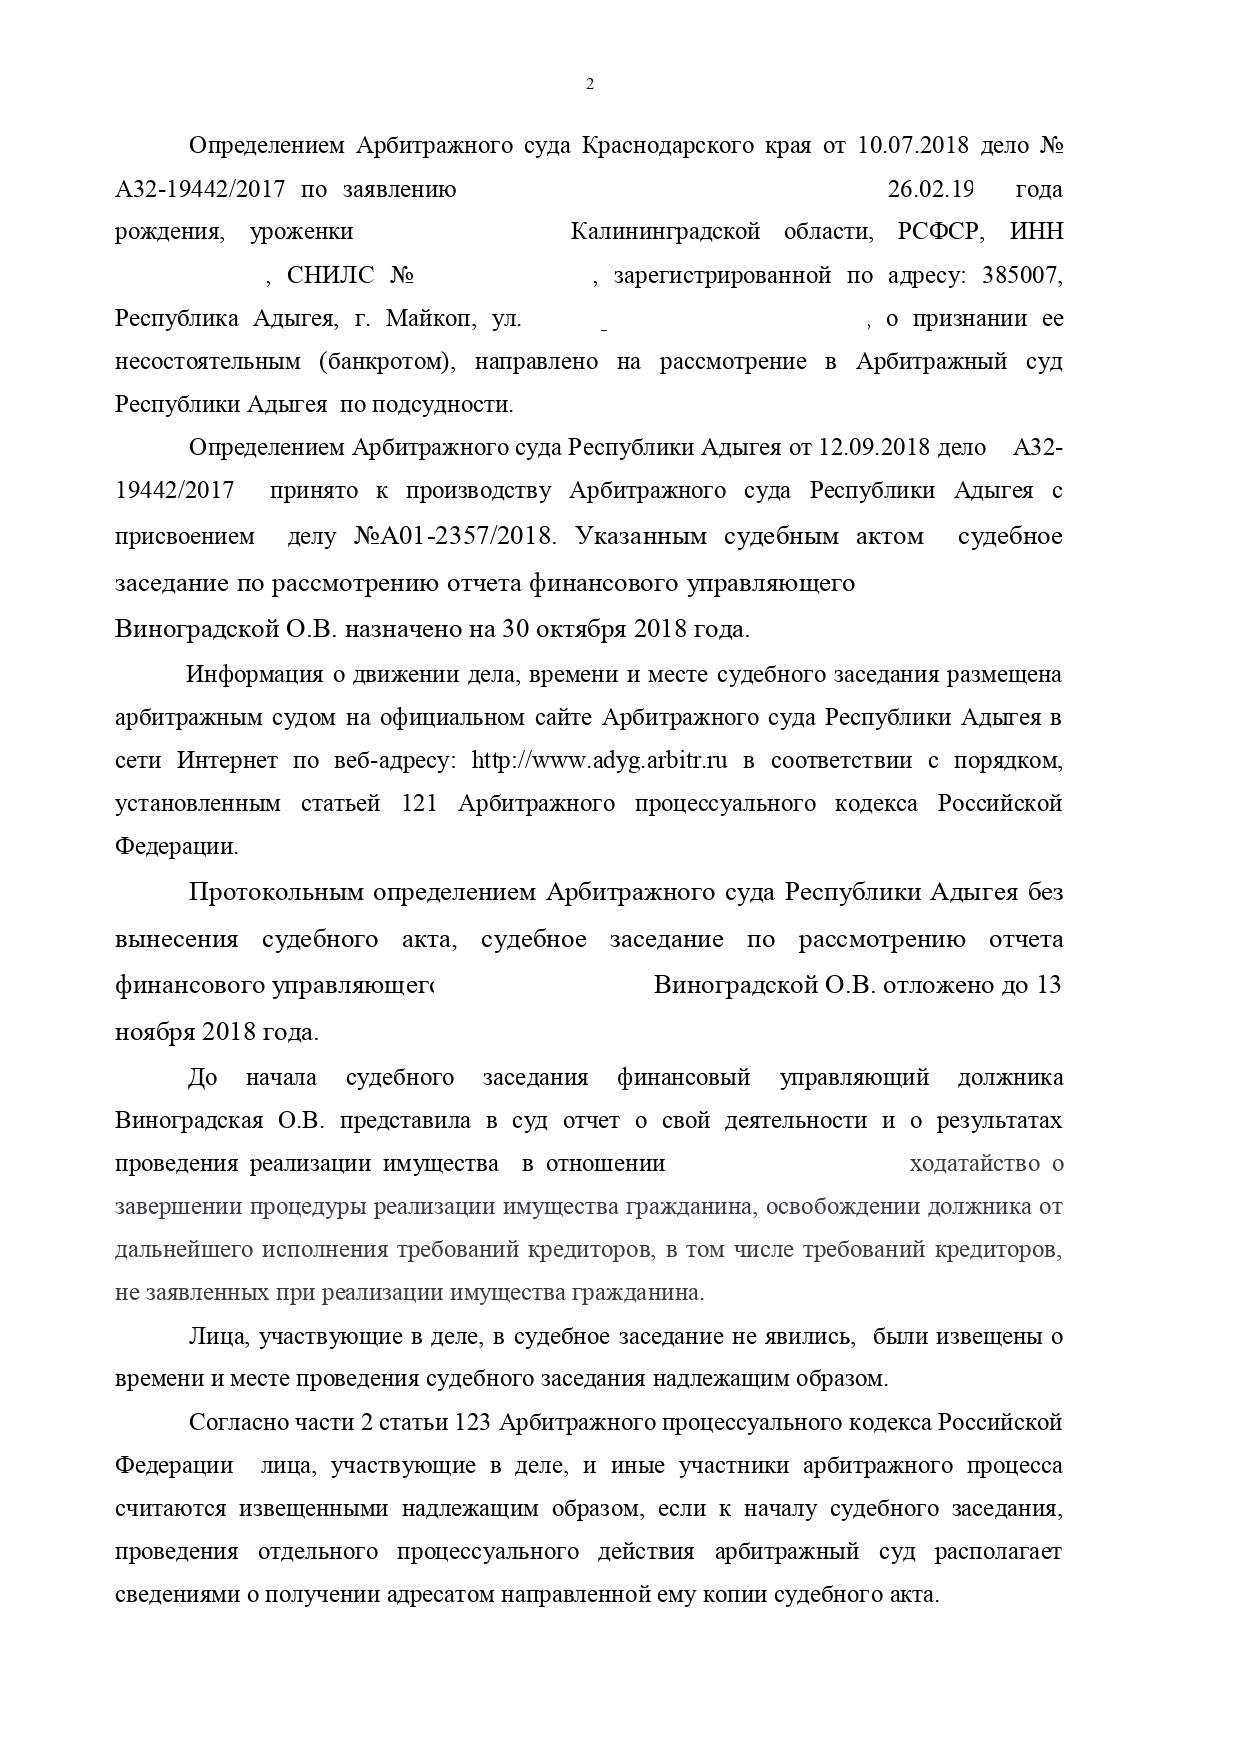 2
Определением Арбитражного суда Краснодарского края от 10.07.2018 дело №
А32-19442/2017 по заявлению 26.02.19 года
рождения, уроженки Калининградской области, РСФСР, ИНН
, СНИЛС № , зарегистрированной по адресу: 385007,
Республика Адыгея, г. Майкоп, ул. , о признании ее
несостоятельным (банкротом), направлено на рассмотрение в Арбитражный суд
Республики Адыгея по подсудности.
Определением Арбитражного суда Республики Адыгея от 12.09.2018 дело А32-
19442/2017 принято к производству Арбитражного суда Республики Адыгея с
присвоением делу №А01-2357/2018. Указанным судебным актом судебное
заседание по рассмотрению отчета финансового управляющего
Виноградской О.В. назначено на 30 октября 2018 года.
Информация о движении дела, времени и месте судебного заседания размещена
арбитражным судом на официальном сайте Арбитражного суда Республики Адыгея в
сети Интернет по веб-адресу: http://www.adyg.arbitr.ru в соответствии с порядком,
установленным статьей 121 Арбитражного процессуального кодекса Российской
Федерации.
Протокольным определением Арбитражного суда Республики Адыгея без
вынесения судебного акта, судебное заседание по рассмотрению отчета
финансового управляющего Виноградской О.В. отложено до 13
ноября 2018 года.
До начала судебного заседания финансовый управляющий должника
Виноградская О.В. представила в суд отчет о свой деятельности и о результатах
проведения реализации имущества в отношении ходатайство о
завершении процедуры реализации имущества гражданина, освобождении должника от
дальнейшего исполнения требований кредиторов, в том числе требований кредиторов,
не заявленных при реализации имущества гражданина.
Лица, участвующие в деле, в судебное заседание не явились, были извещены о
времени и месте проведения судебного заседания надлежащим образом.
Согласно части 2 статьи 123 Арбитражного процессуального кодекса Российской
Федерации лица, участвующие в деле, и иные участники арбитражного процесса
считаются извещенными надлежащим образом, если к началу судебного заседания,
проведения отдельного процессуального действия арбитражный суд располагает
сведениями о получении адресатом направленной ему копии судебного акта.